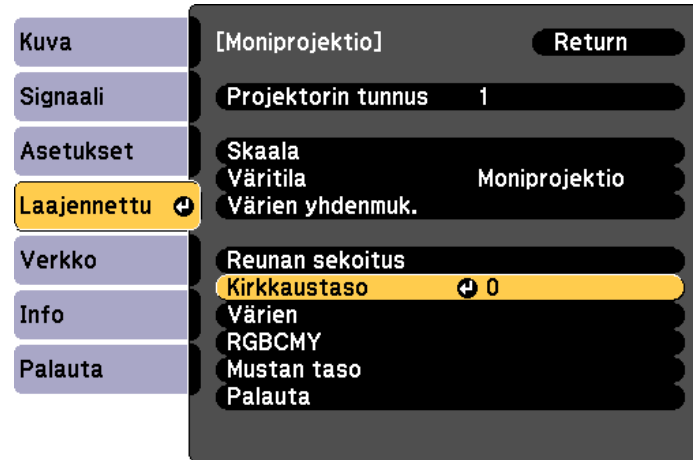 Kuva
Signaali
Asetukset
Laajennettu
Verkko
Info
Palauta
[Moniprojektio] Return
Projektorin tunnus 1
Skaala
Väritila Moniprojektio
Värien yhdenmuk.
Reunan sekoitus
Kirkkaustaso 0
Värien
RGBCMY
Mustan taso
Palauta